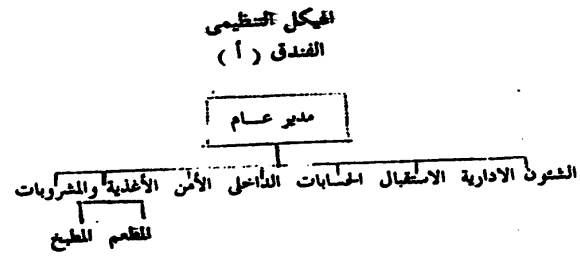 الهيكل التنظيمى
الفندق ( أ )
مدير عـــام
الشئون الادارية الاستقبال الحسابات الداخلى الأمن الأغذية والمشروبات
المطعم المطبخ